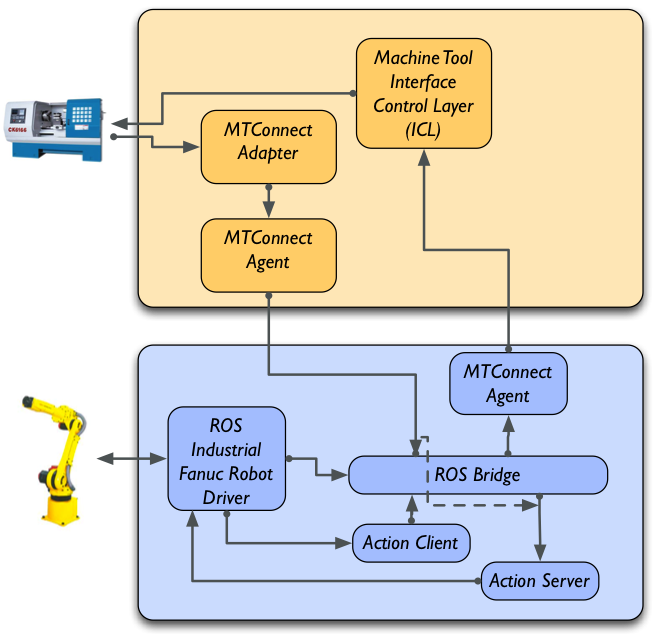 Machine Tool
Interface
Control Layer
(ICL)
CK6166
MTConnect
Adapter
MTConnect
Agent
MTConnect
Agent
ROS
Industrial
Fanuc Robot
Driver
ROS Bridge
Action Client
Action Server